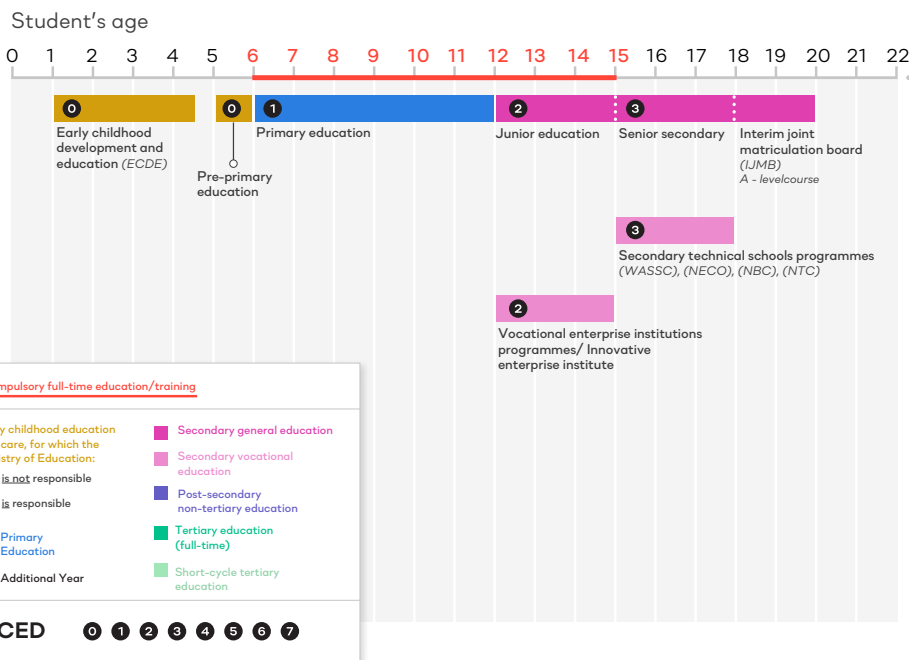 Student's age
0 1 2 3 4 5 6 7 8 9 10 11 12 13 14 15 16 17 18 19 20 21 22
0 0 1 2 3
Early childhood
development and
education (ECDE)
Pre-primary
education
Primary education
Junior education
Senior secondary
Interim joint
matriculation board
(IJMB)
A - levelcourse
3
Secondary technical schools programmes
(WASSC), (NECO), (NBC), (NTC)
2
Vocational enterprise institutions
programmes/ Innovative
enterprise institute
mpulsory full-time education/training
y childhood education
care, for which the
stry of Education:
is not responsible
is responsible
Primary
Education
Additional Year
Secondary general education
Secondary vocational
education
Post-secondary
non-tertiary education
Tertiary education
(full-time)
Short-cycle tertiary
education
CED 0 1 2 3 4 5 6 7